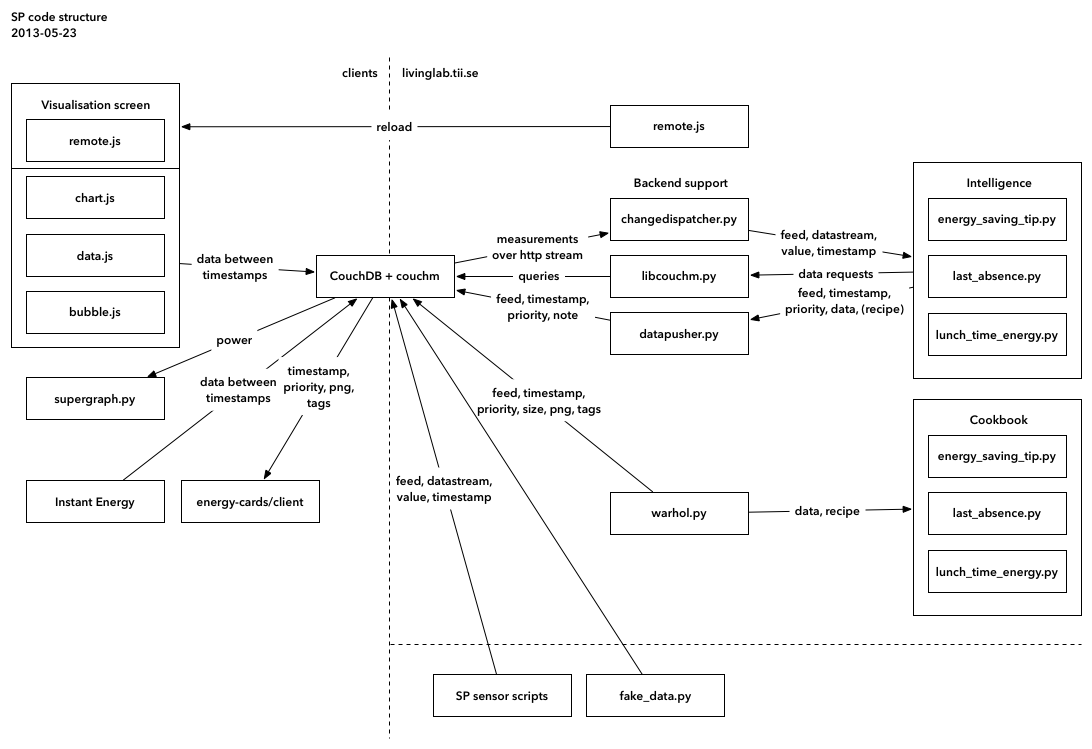 SP code structure
2013-05-23
clients
livinglab.tii.se
Visualisation screen
remote.js
chart.js
data.js
bubble.js
reload
remote.js
Backend support
changedispatcher.py
libcouchm.py
datapusher.py
Intelligence
energy_saving_tip.py
last_absence.py
lunch_time_energy.py
feed, datastream,
value, timestamp
data requests
feed, timestamp,
priority, data, (recipe)
measurements
over http stream
queries
feed, timestamp,
priority, note
data between
timestamps
CouchDB + couchm
power
supergraph.py
data between
timestamps
timestamp,
priority, png,
tags
Instant Energy
energy-cards/client
feed, timestamp,
priority, size, png, tags
feed, datastream,
value, timestamp
warhol.py
data, recipe
Cookbook
energy_saving_tip.py
last_absence.py
lunch_time_energy.py
SP sensor scripts
fake_data.py